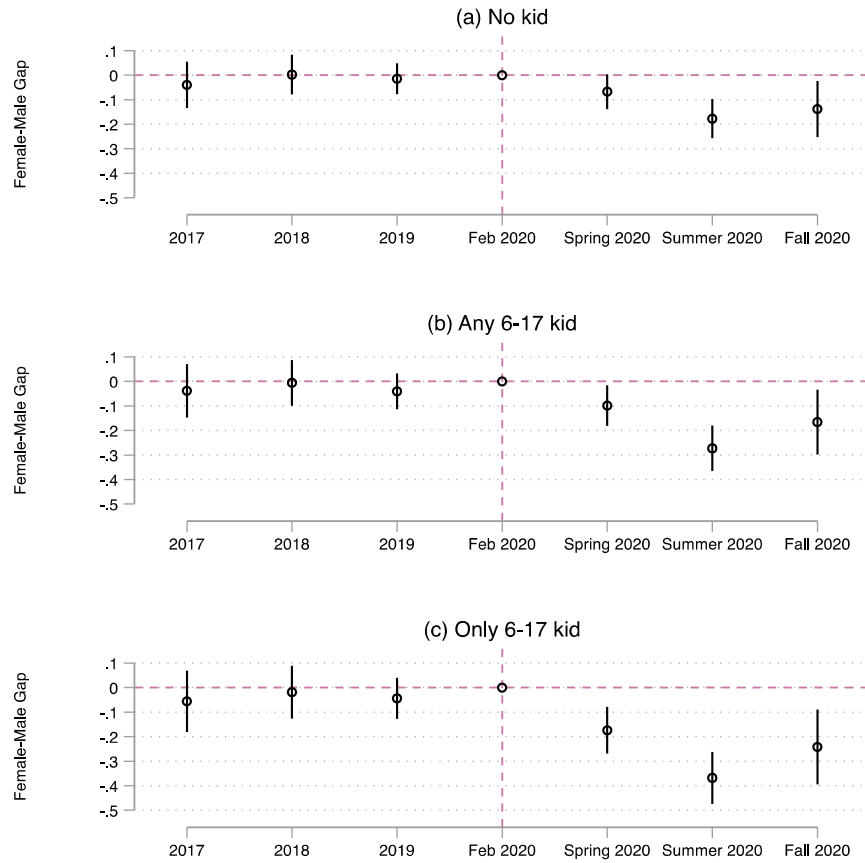 (a) No kid
Female-Male Gap
.1
0
-.1
-.2
-.3
-.4
-.5
2017 2018 2019 Feb 2020 Spring 2020 Summer 2020 Fall 2020
(b) Any 6-17 kid
Female-Male Gap
.1
0
-.1
-.2
-.3
-.4
-.5
2017 2018 2019 Feb 2020 Spring 2020 Summer 2020 Fall 2020
(c) Only 6-17 kid
Female-Male Gap
.1
0
-.1
-.2
-.3
-.4
-.5
2017 2018 2019 Feb 2020 Spring 2020 Summer 2020 Fall 2020